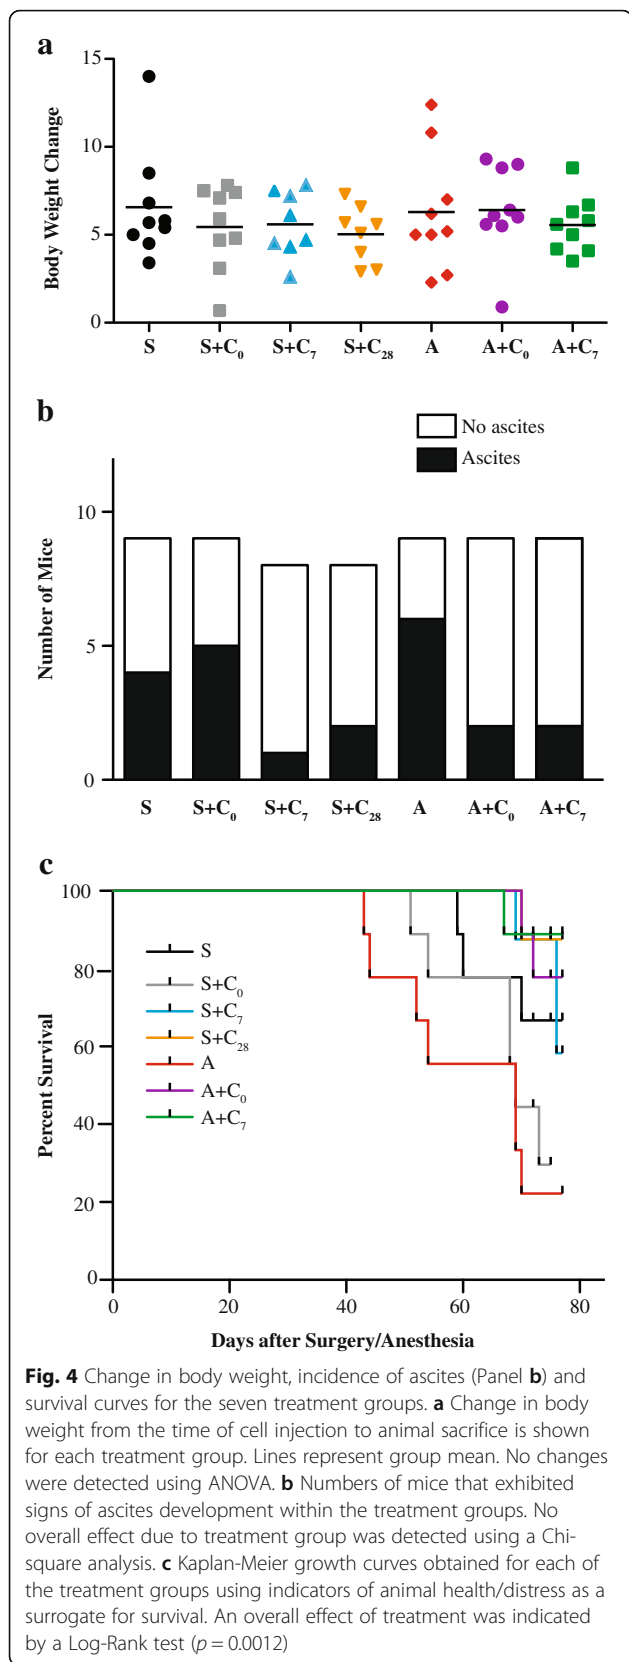 a
15
10
5
0
Body Weight Change
S S+C₀ S+C₇ S+C₂₈ A A+C₀ A+C₇
b
No ascites
Ascites
10
5
0
Number of Mice
S S+C₀ S+C₇ S+C₂₈ A A+C₀ A+C₇
c
100
80
60
40
20
0
Percent Survival
S
S+C₀
S+C₇
S+C₂₈
A
A+C₀
A+C₇
0 20 40 60 80
Days after Surgery/Anesthesia
Fig. 4 Change in body weight, incidence of ascites (Panel b) and
survival curves for the seven treatment groups. a Change in body
weight from the time of cell injection to animal sacrifice is shown
for each treatment group. Lines represent group mean. No changes
were detected using ANOVA. b Numbers of mice that exhibited
signs of ascites development within the treatment groups. No
overall effect due to treatment group was detected using a Chi-
square analysis. c Kaplan-Meier growth curves obtained for each of
the treatment groups using indicators of animal health/distress as a
surrogate for survival. An overall effect of treatment was indicated
by a Log-Rank test (p = 0.0012)